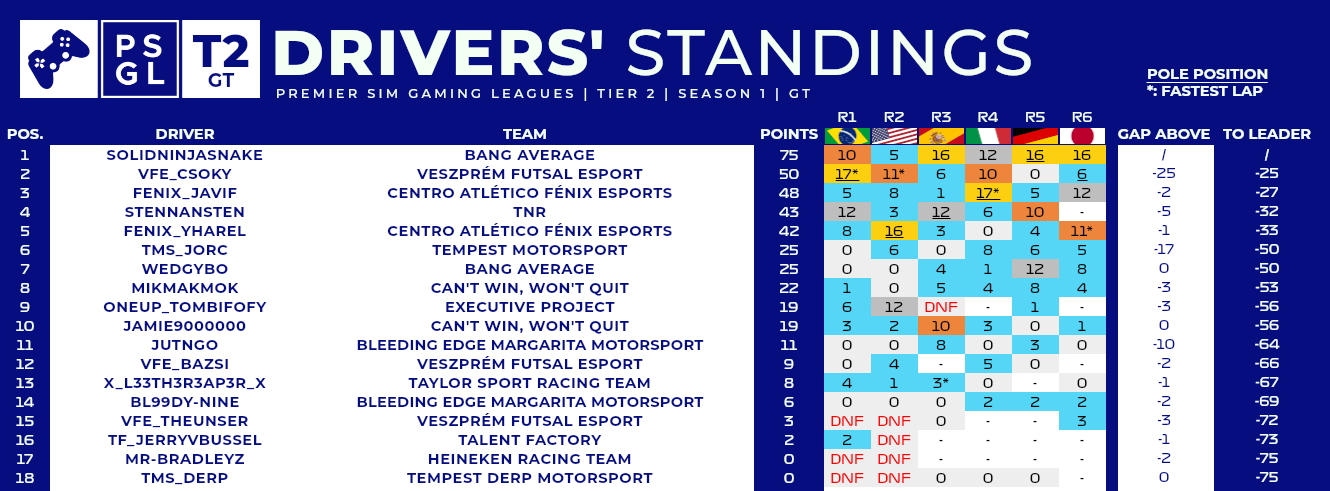 PS
GL
T2
GT
DRIVERS' STANDINGS
PREMIER SIM GAMING LEAGUES | TIER 2 | SEASON 1 | GT
POLE POSITION
*: FASTEST LAP
R1 R2 R3 R4 R5 R6
POS. DRIVER TEAM POINTS GAP ABOVE TO LEADER
1 SOLIDNINJASNAKE BANG AVERAGE 75 10 5 16 12 16 16 / /
2 VFE_CSOKY VESZPRÉM FUTSAL ESPORT 50 17* 11* 6 10 0 6 -25 -25
3 FENIX_JAVIF CENTRO ATLÉTICO FÉNIX ESPORTS 48 5 8 1 17* 5 12 -2 -27
4 STENNANSTEN TNR 43 12 3 12 6 10 - -5 -32
5 FENIX_YHAREL CENTRO ATLÉTICO FÉNIX ESPORTS 42 8 16 3 0 4 11* -1 -33
6 TMS_JORC TEMPEST MOTORSPORT 25 0 6 0 8 6 5 -17 -50
7 WEDGYBO BANG AVERAGE 25 0 0 4 1 12 8 0 -50
8 MIKMAKMOK CAN'T WIN, WON'T QUIT 22 1 0 5 4 8 4 -3 -53
9 ONEUP_TOMBIFOFY EXECUTIVE PROJECT 19 6 12 DNF - 1 - -3 -56
10 JAMIE9000000 CAN'T WIN, WON'T QUIT 19 3 2 10 3 0 1 0 -56
11 JUTNGO BLEEDING EDGE MARGARITA MOTORSPORT 11 0 0 8 0 3 0 -10 -64
12 VFE_BAZSI VESZPRÉM FUTSAL ESPORT 9 0 4 - 5 0 - -2 -66
13 X_L33TH3R3AP3R_X TAYLOR SPORT RACING TEAM 8 4 1 3* 0 - 0 -1 -67
14 BL99DY-NINE BLEEDING EDGE MARGARITA MOTORSPORT 6 0 0 0 2 2 2 -2 -69
15 VFE_THEUNSER VESZPRÉM FUTSAL ESPORT 3 DNF DNF 0 - - 3 -3 -72
16 TF_JERRYVBUSSEL TALENT FACTORY 2 2 DNF - - - - -1 -73
17 MR-BRADLEYZ HEINEKEN RACING TEAM 0 DNF DNF - - - - -2 -75
18 TMS_DERP TEMPEST DERP MOTORSPORT 0 DNF DNF 0 0 0 - 0 -75